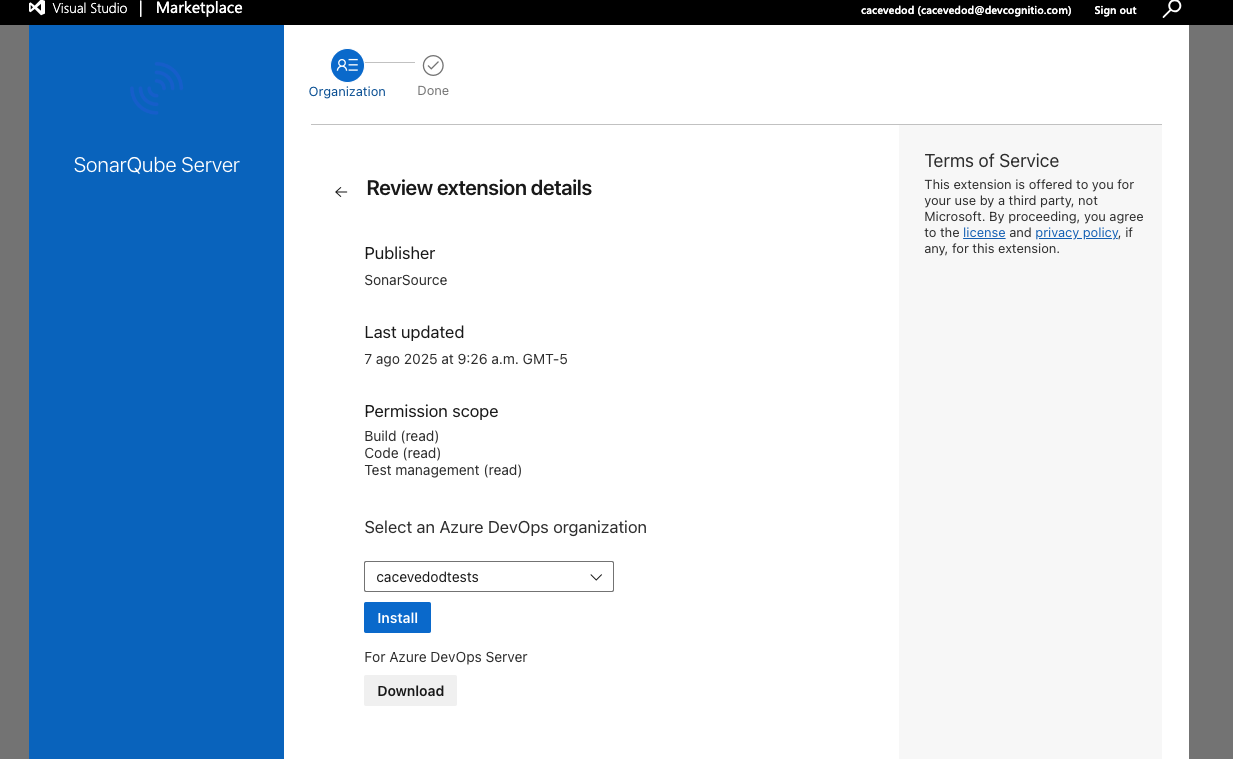 Visual Studio | Marketplace
cacevedod (cacevedod@devcognitio.com) Sign out
SonarQube Server
Organization
Done
Review extension details
Publisher
SonarSource
Last updated
7 ago 2025 at 9:26 a.m. GMT-5
Permission scope
Build (read)
Code (read)
Test management (read)
Select an Azure DevOps organization
cacevedodtests
Install
For Azure DevOps Server
Download
Terms of Service
This extension is offered to you for
your use by a third party, not
Microsoft. By proceeding, you agree
to the license and privacy policy, if
any, for this extension.